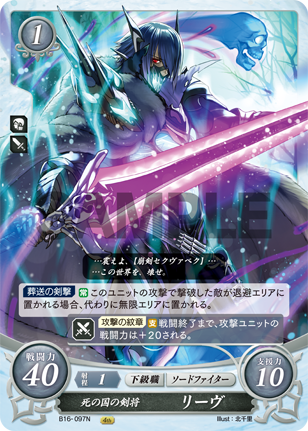 1
SAMPLE
…震えよ、【崩剣セクヴァベク】…
……この世界を、壊せ。
葬送の剣撃 常 このユニットの攻撃で撃破した敵が退避エリアに
置かれる場合、代わりに無限エリアに置かれる。
攻撃の紋章 支 戦闘終了まで、攻撃ユニットの
戦闘力は+20される。
戦闘力
40
射程 1 下級職 ソードファイター
支援力
10
死の国の剣将 リーヴ
B16-097N 4th Illust:北千里